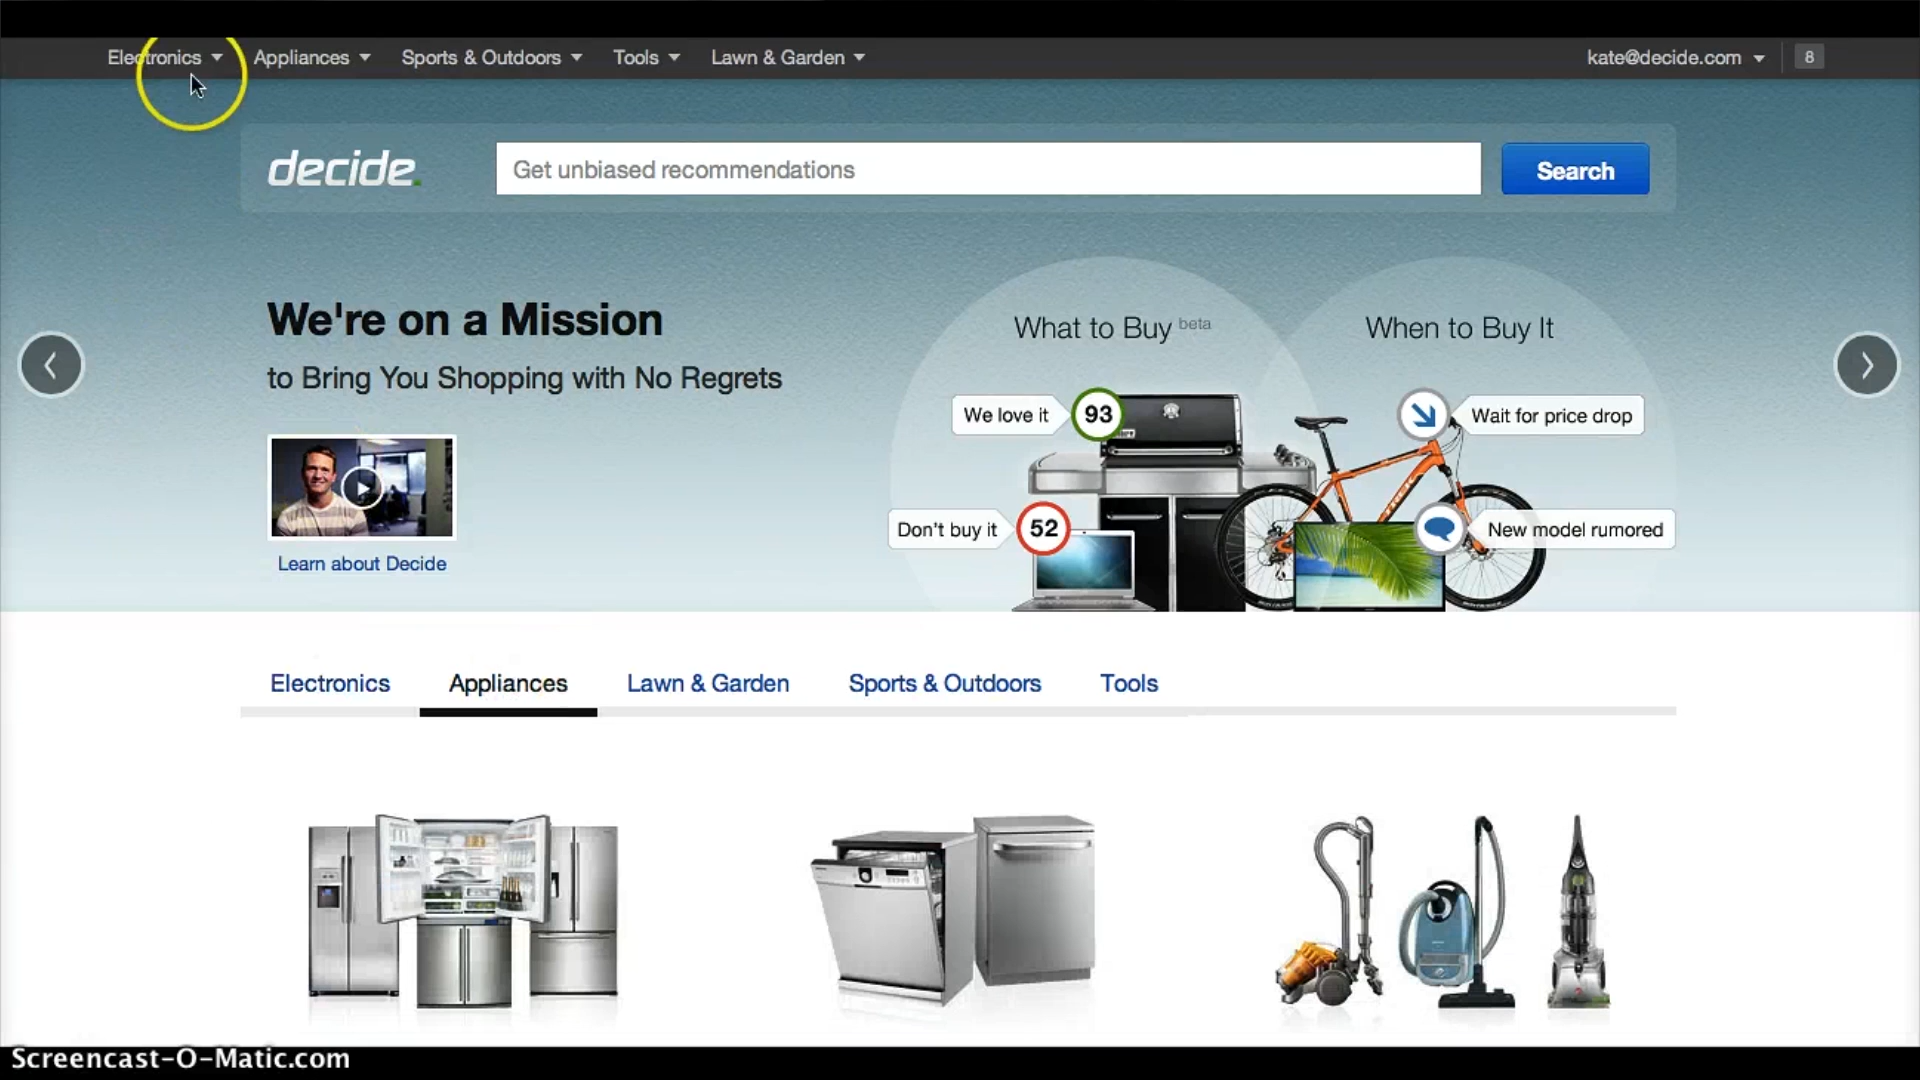 Electronics Appliances Sports & Outdoors Tools Lawn & Garden kate@decide.com 8
decide. Get unbiased recommendations Search
We're on a Mission
to Bring You Shopping with No Regrets
What to Buy beta When to Buy It
We love it 93 Wait for price drop
Don't buy it 52 New model rumored
TREK
Learn about Decide
Electronics Appliances Lawn & Garden Sports & Outdoors Tools
Screencast-O-Matic.com